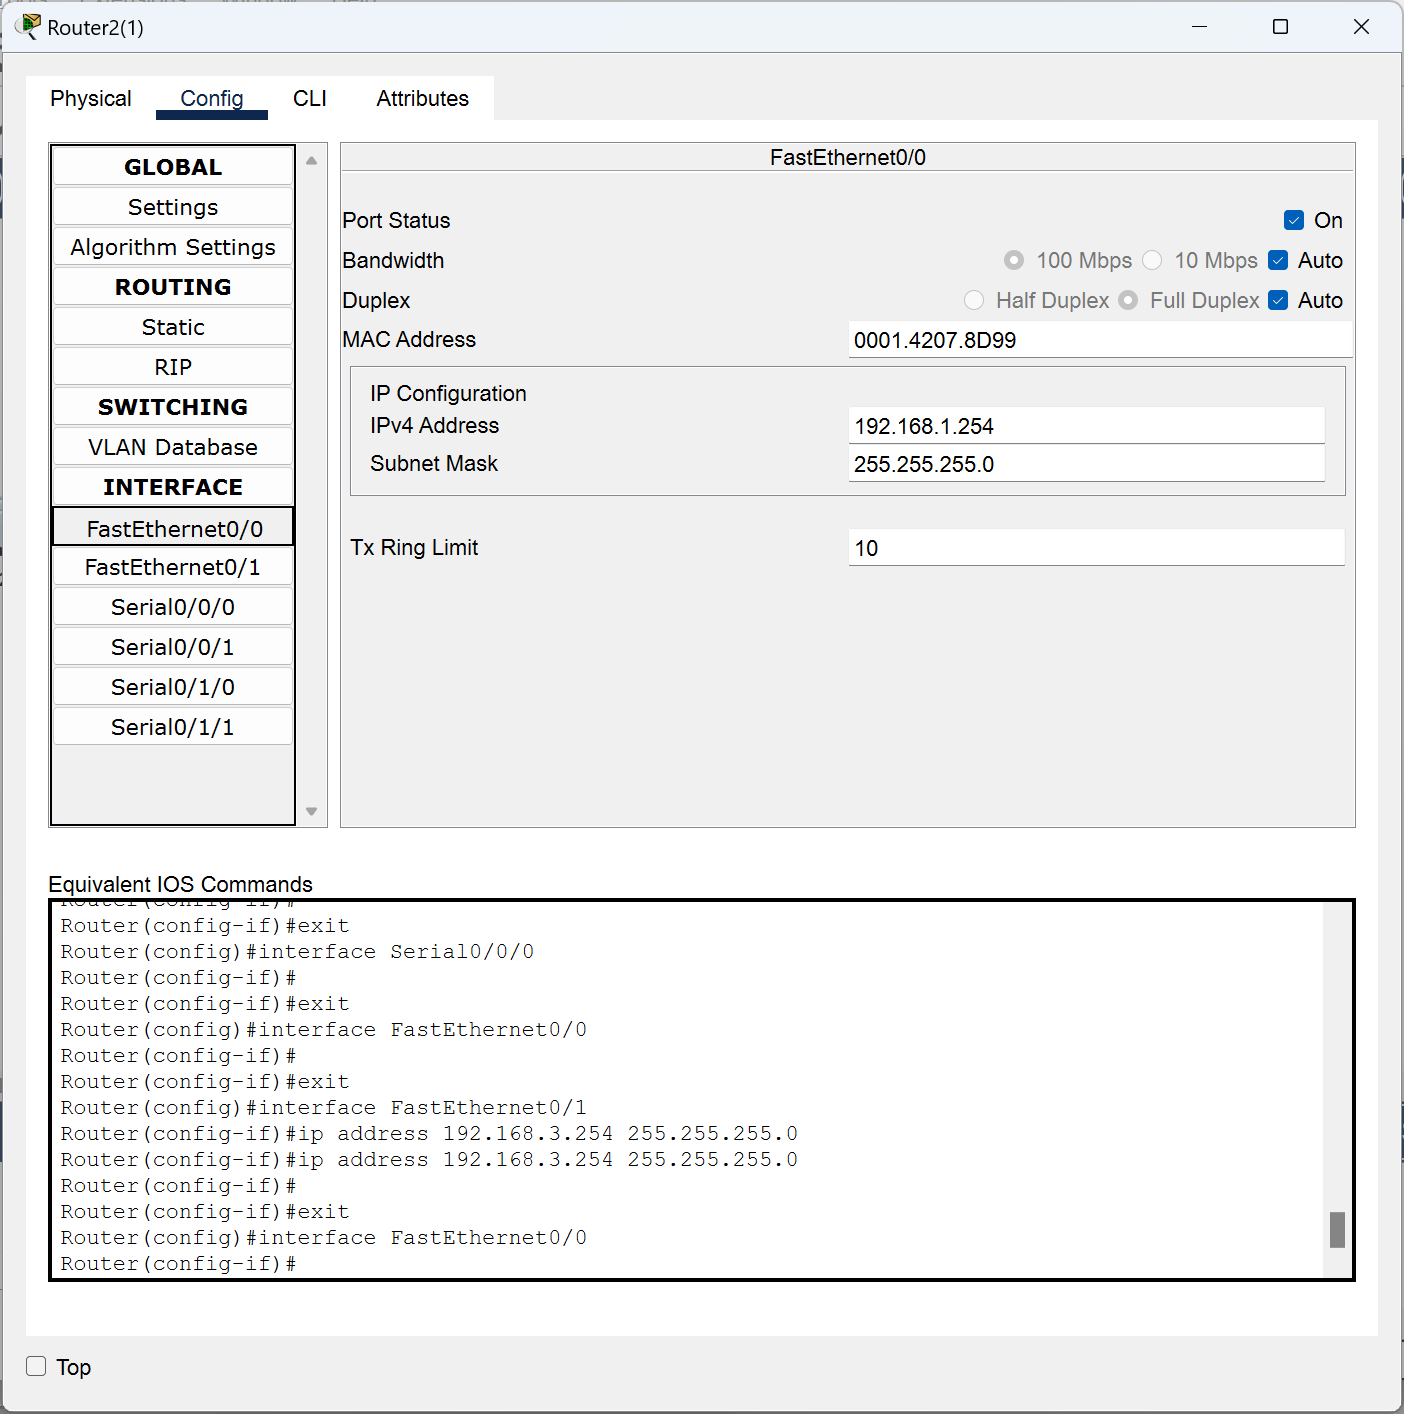 Router2(1)
Physical Config CLI Attributes
GLOBAL
Settings
Algorithm Settings
ROUTING
Static
RIP
SWITCHING
VLAN Database
INTERFACE
FastEthernet0/0
FastEthernet0/1
Serial0/0/0
Serial0/0/1
Serial0/1/0
Serial0/1/1
FastEthernet0/0
Port Status On
Bandwidth 100 Mbps 10 Mbps Auto
Duplex Half Duplex Full Duplex Auto
MAC Address 0001.4207.8D99
IP Configuration
IPv4 Address 192.168.1.254
Subnet Mask 255.255.255.0
Tx Ring Limit 10
Equivalent IOS Commands
Router(config-if)#
Router(config-if)#exit
Router(config)#interface Serial0/0/0
Router(config-if)#
Router(config-if)#exit
Router(config)#interface FastEthernet0/0
Router(config-if)#
Router(config-if)#exit
Router(config)#interface FastEthernet0/1
Router(config-if)#ip address 192.168.3.254 255.255.255.0
Router(config-if)#ip address 192.168.3.254 255.255.255.0
Router(config-if)#
Router(config-if)#exit
Router(config)#interface FastEthernet0/0
Router(config-if)#
Top